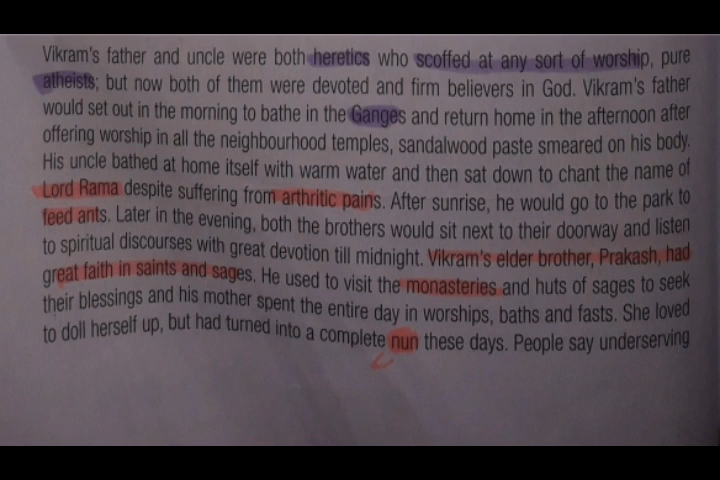 Vikram's father and uncle were both heretics who scoffed at any sort of worship, pure
atheists; but now both of them were devoted and firm believers in God. Vikram's father
would set out in the morning to bathe in the Ganges and return home in the afternoon after
offering worship in all the neighbourhood temples, sandalwood paste smeared on his body.
His uncle bathed at home itself with warm water and then sat down to chant the name of
Lord Rama despite suffering from arthritic pains. After sunrise, he would go to the park to
feed ants. Later in the evening, both the brothers would sit next to their doorway and listen
to spiritual discourses with great devotion till midnight. Vikram's elder brother, Prakash, had
great faith in saints and sages. He used to visit the monasteries and huts of sages to seek
their blessings and his mother spent the entire day in worships, baths and fasts. She loved
to doll herself up, but had turned into a complete nun these days. People say underserving